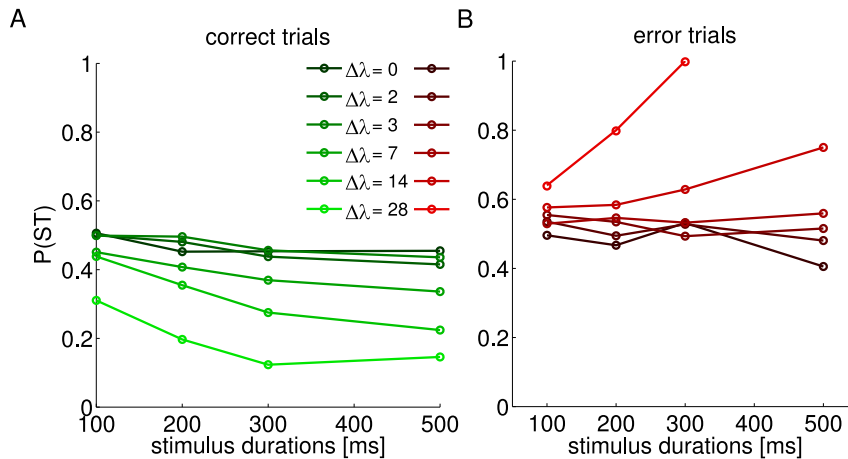 A
correct trials
P(ST)
1
0.8
0.6
0.4
0.2
0
Δλ= 0
Δλ= 2
Δλ= 3
Δλ= 7
Δλ= 14
Δλ= 28
100 200 300 400 500
stimulus durations [ms]
B
error trials
1
0.8
0.6
0.4
0.2
0
100 200 300 400 500
stimulus durations [ms]